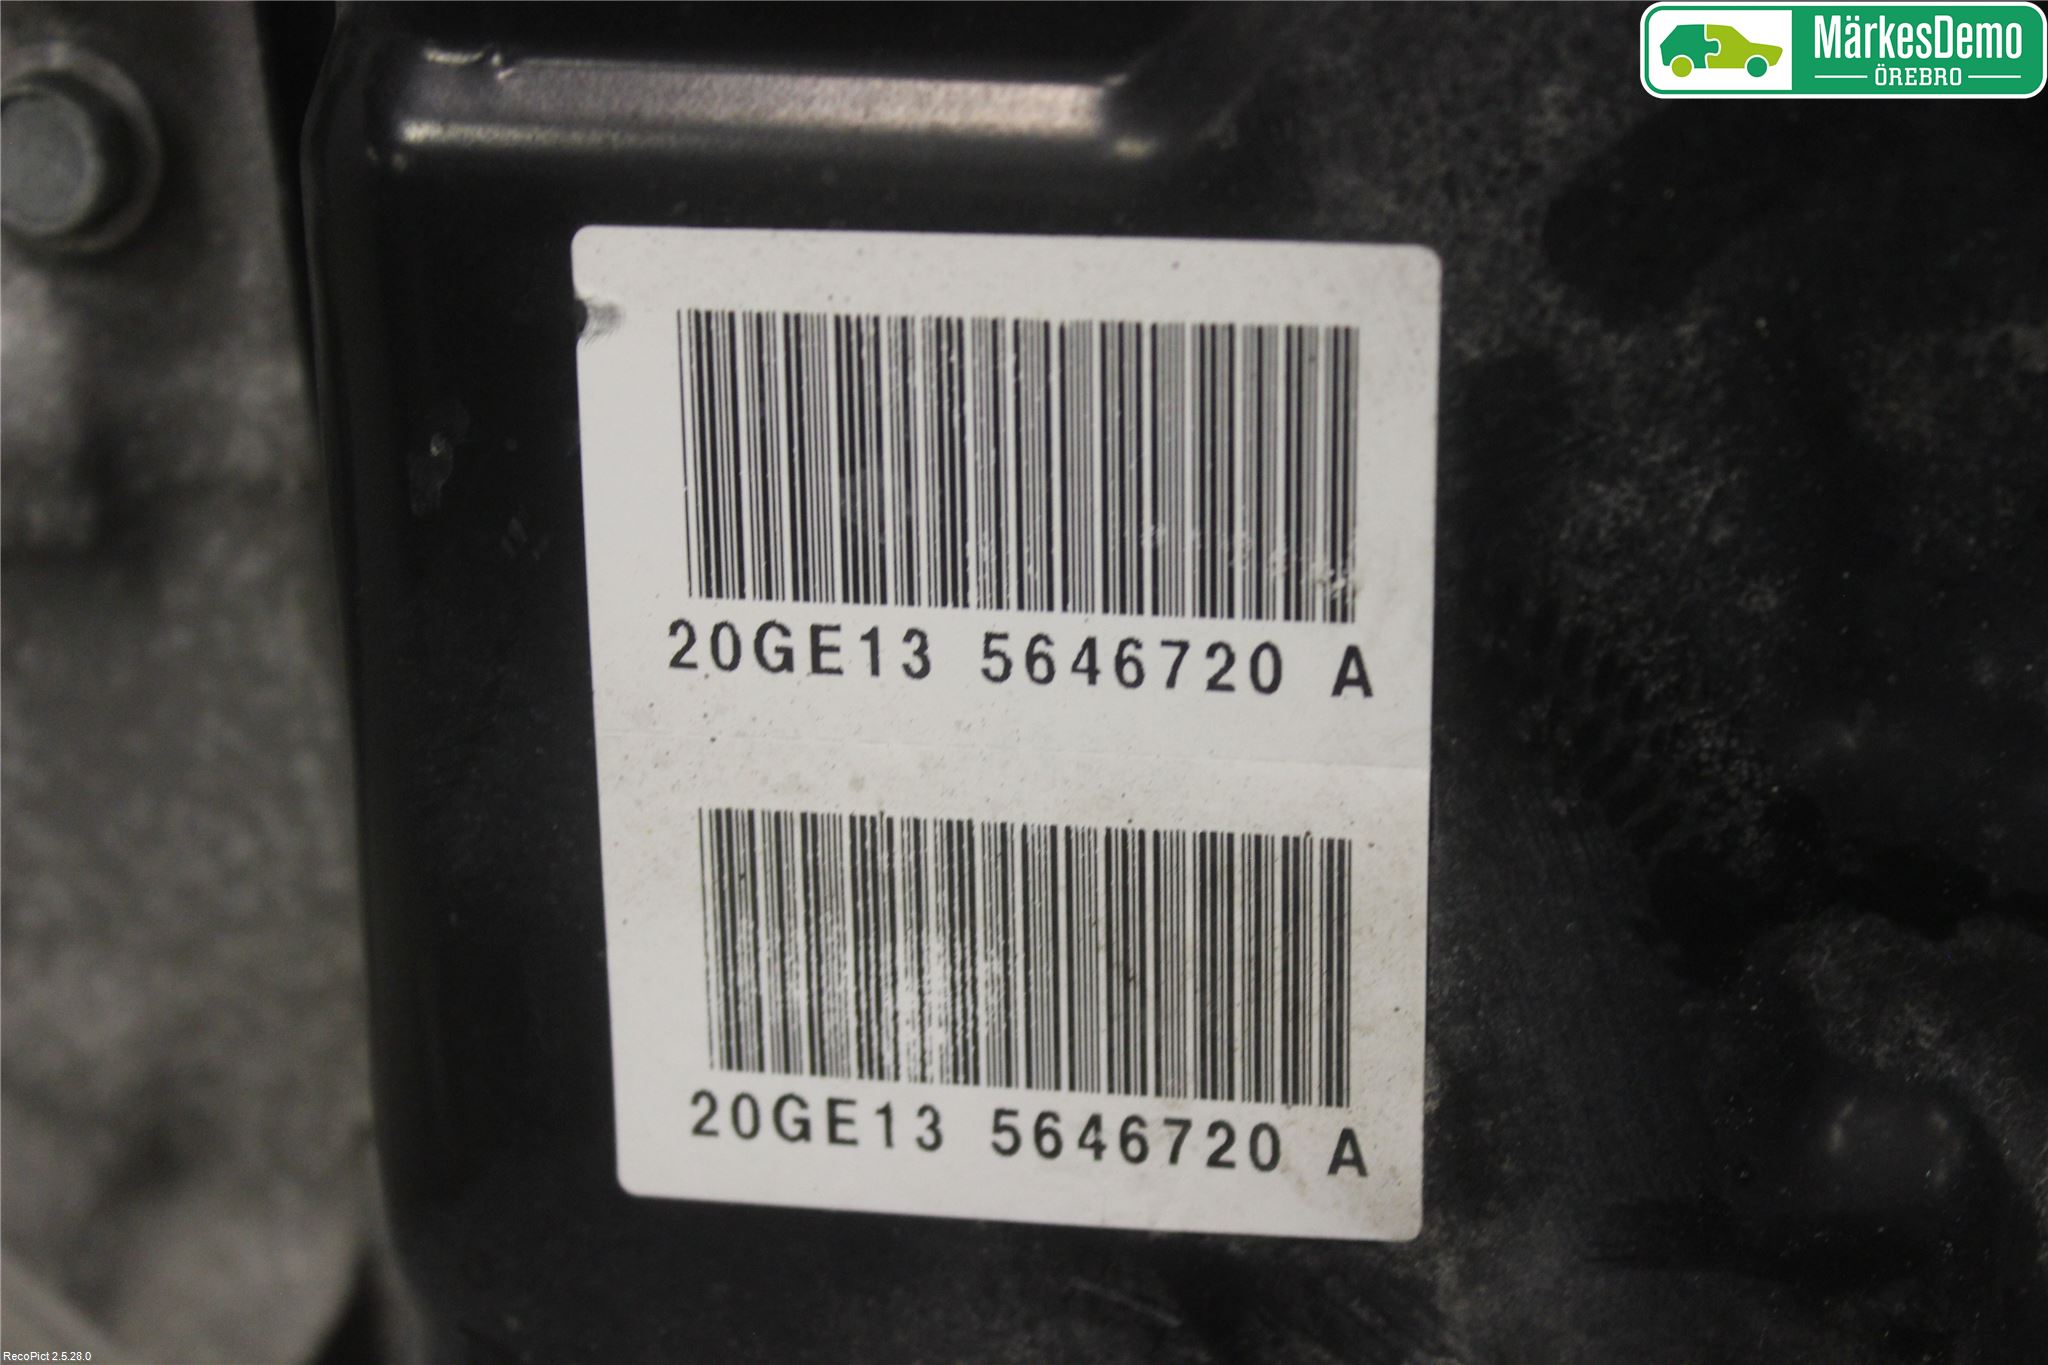 MärkesDemo
ÖREBRO
20GE13 5646720 A
20GE13 5646720 A
RecoPict 2.5.28.0